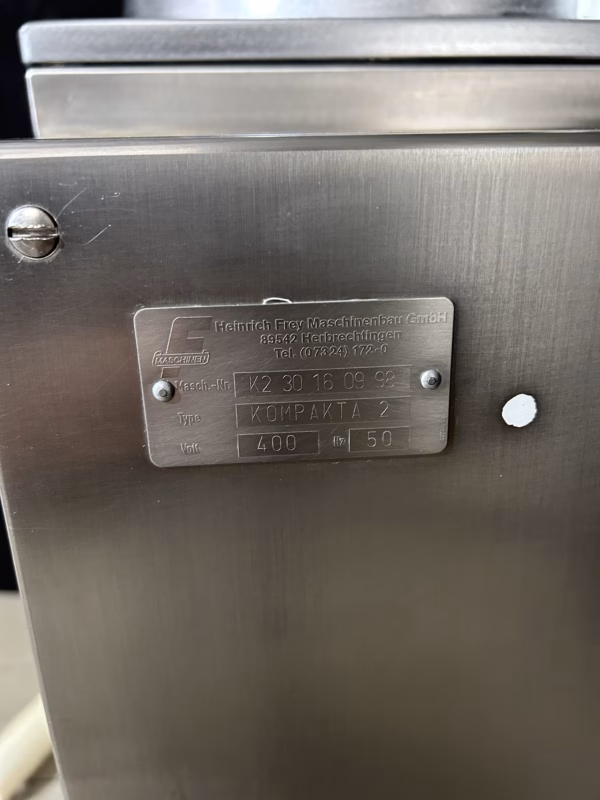 Heinrich Frey Maschinenbau GmbH
89542 Herbrechtingen
Tel. (07324) 172-0
F
MASCHINEN
Masch.-Nr. K2 30 16 09 98
Type KOMPAKTA 2
Volt 400 Hz 50